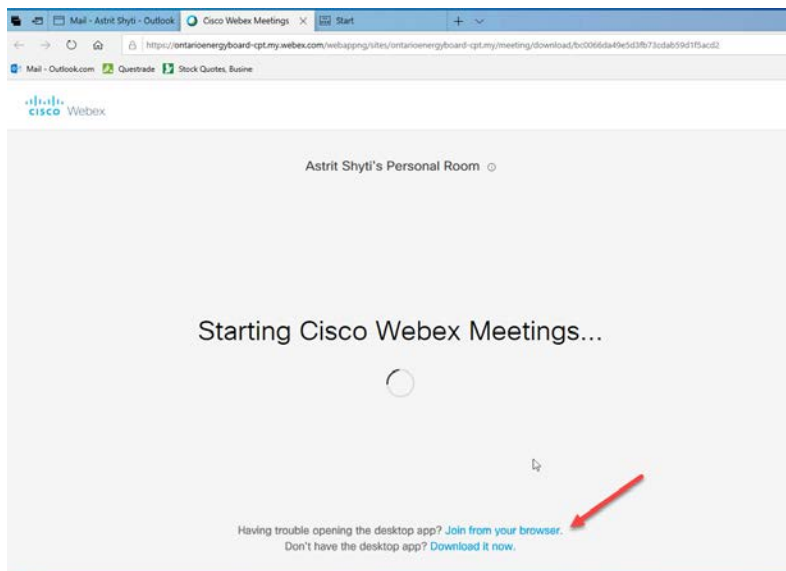 Mail - Astrit Shyti - Outlook
Cisco Webex Meetings
Start
https://ontarioenergyboard-cpt.my.webex.com/webappng/sites/ontarioenergyboard-cpt.my/meeting/download/bc0066da49e5d3fb73cdab59d1f5acd2
Mail - Outlook.com Questrade Stock Quotes, Busine
CISCO Webex
Astrit Shyti's Personal Room
Starting Cisco Webex Meetings...
Having trouble opening the desktop app? Join from your browser.
Don't have the desktop app? Download it now.